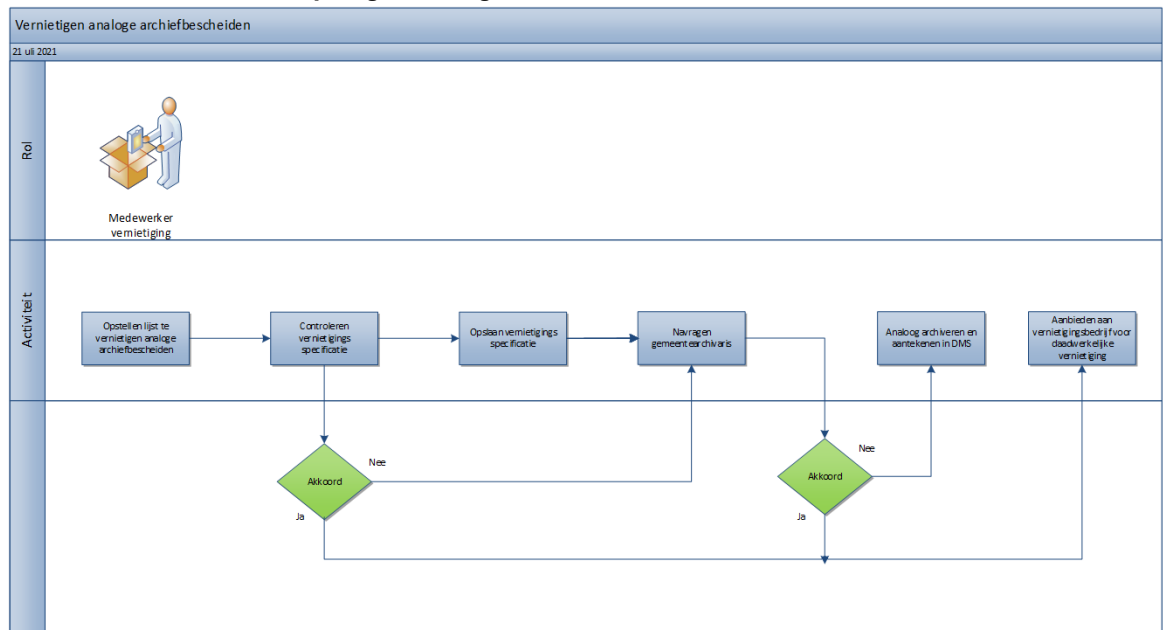 Vernietigen analoge archiefbescheiden
21 uli 2021
Rol
Medewerker
vernietiging
Activiteit
Opstellen lijst te
vernietigen analoge
archiefbescheiden
Controleren
vernietigings
specificatie
Opslaan vernietigings
specificatie
Navragen
gemeentearchivaris
Analoog archiveren en
aantekenen in DMS
Aanbieden aan
vernietigingsbedrijf voor
daadwerkelijke
vernietiging
Akkoord
Nee
Ja
Akkoord
Nee
Ja